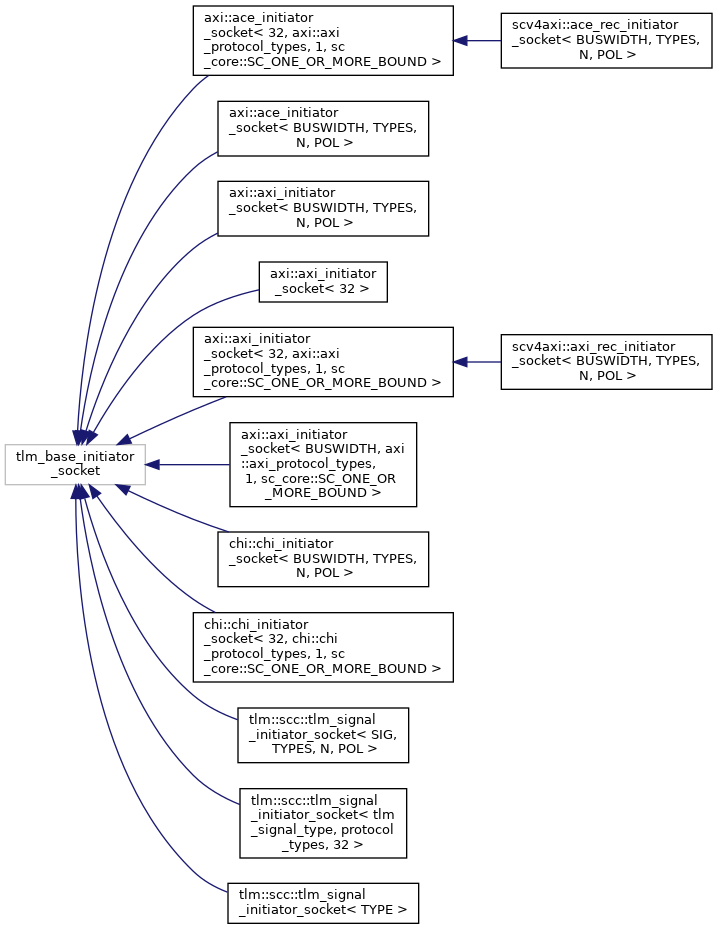 axi::ace_initiator
_socket< 32, axi::axi
_protocol_types, 1, sc
_core::SC_ONE_OR_MORE_BOUND >
scv4axi::ace_rec_initiator
_socket< BUSWIDTH, TYPES,
N, POL >
axi::ace_initiator
_socket< BUSWIDTH, TYPES,
N, POL >
axi::axi_initiator
_socket< BUSWIDTH, TYPES,
N, POL >
axi::axi_initiator
_socket< 32 >
axi::axi_initiator
_socket< 32, axi::axi
_protocol_types, 1, sc
_core::SC_ONE_OR_MORE_BOUND >
scv4axi::axi_rec_initiator
_socket< BUSWIDTH, TYPES,
N, POL >
tlm_base_initiator
_socket
axi::axi_initiator
_socket< BUSWIDTH, axi
::axi_protocol_types,
1, sc_core::SC_ONE_OR
_MORE_BOUND >
chi::chi_initiator
_socket< BUSWIDTH, TYPES,
N, POL >
chi::chi_initiator
_socket< 32, chi::chi
_protocol_types, 1, sc
_core::SC_ONE_OR_MORE_BOUND >
tlm::scc::tlm_signal
_initiator_socket< SIG,
TYPES, N, POL >
tlm::scc::tlm_signal
_initiator_socket< tlm
_signal_type, protocol
_types, 32 >
tlm::scc::tlm_signal
_initiator_socket< TYPE >